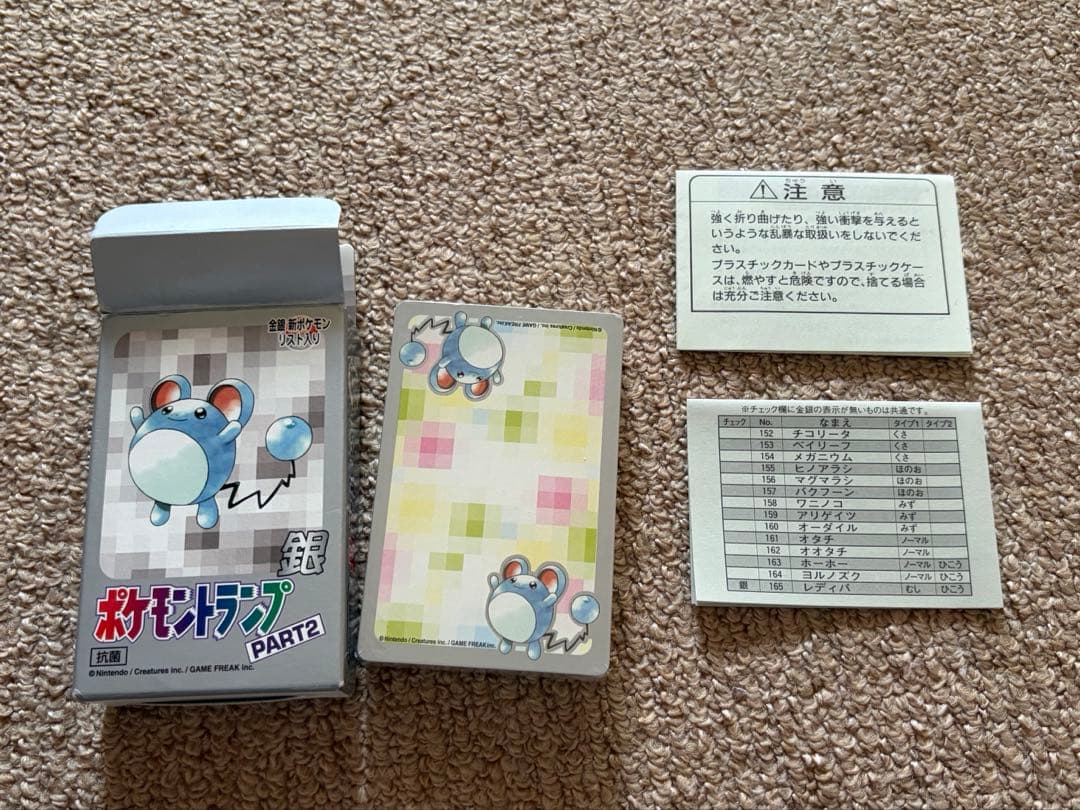 金銀 新ポケモン
リスト入り
銀
ポケモントランプ
PART2
抗菌
©Nintendo / Creatures inc. / GAME FREAK inc.
©Nintendo / Creatures inc. / GAME FREAK inc.
©Nintendo / Creatures inc. / GAME FREAK inc.
⚠注意
強く折り曲げたり、強い衝撃を与えると
いうような乱暴な取扱いをしないでくだ
さい。
プラスチックカードやプラスチックケー
スは、燃やすと危険ですので、捨てる場合
は充分ご注意ください。
※チェック欄に金銀の表示が無いものは共通です。
チェック No. なまえ タイプ1 タイプ2
152 チコリータ くさ
153 ベイリーフ くさ
154 メガニウム くさ
155 ヒノアラシ ほのお
156 マグマラシ ほのお
157 バクフーン ほのお
158 ワニノコ みず
159 アリゲイツ みず
160 オーダイル みず
161 オタチ ノーマル
162 オオタチ ノーマル
163 ホーホー ノーマル ひこう
164 ヨルノズク ノーマル ひこう
銀 165 レディバ むし ひこう